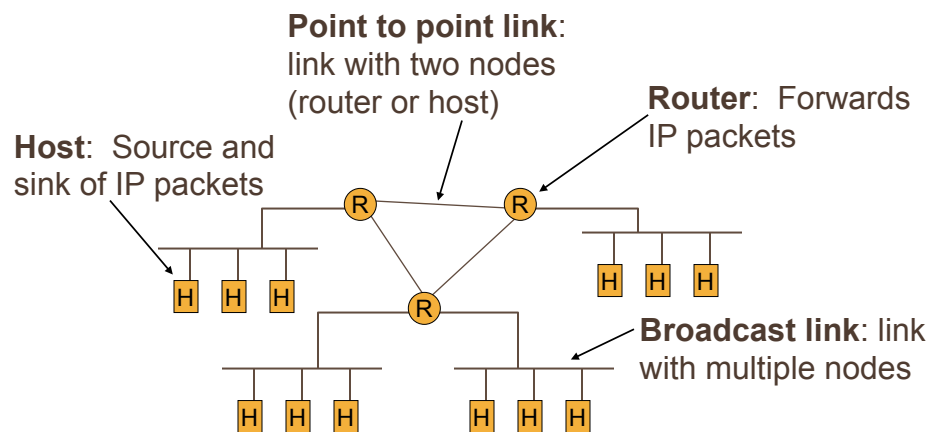 Point to point link:
link with two nodes
(router or host)
Router:  Forwards
IP packets
Host:  Source and
sink of IP packets
R
R
H
H
H
H
H
H
R
Broadcast link: link
with multiple nodes
H
H
H
H
H
H